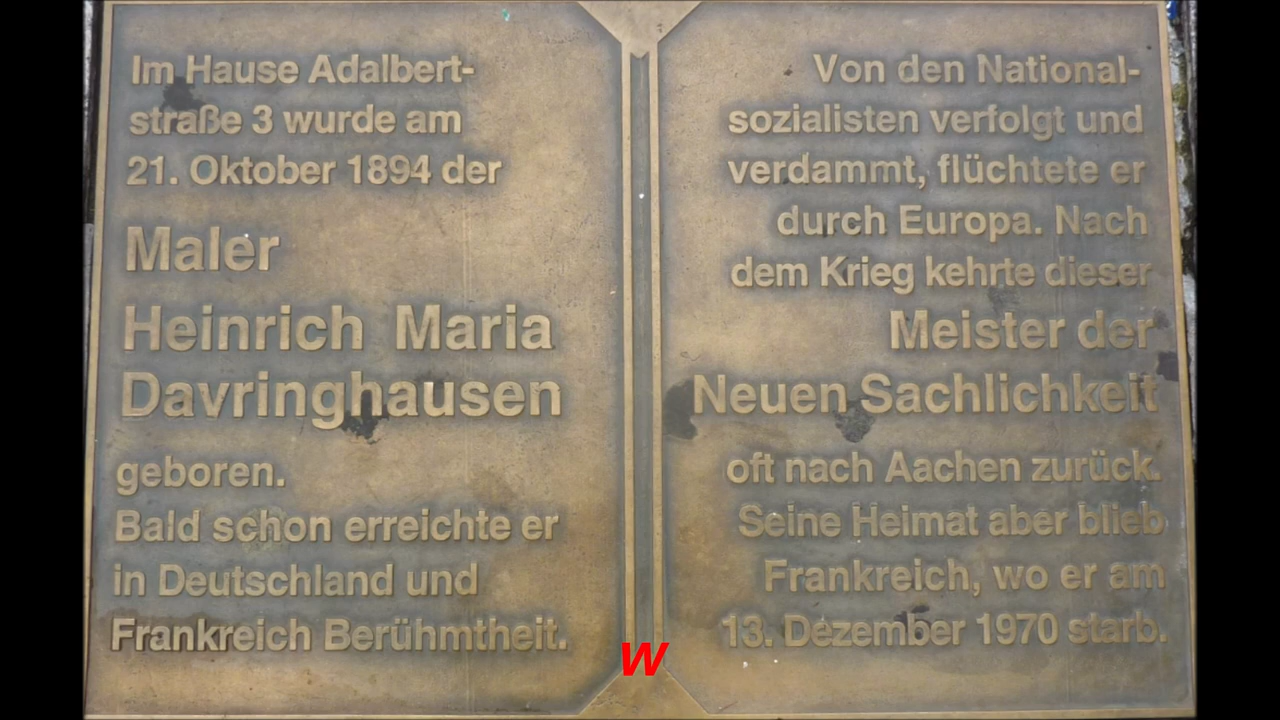 Im Hause Adalbert-
straße 3 wurde am
21. Oktober 1894 der
Maler
Heinrich Maria
Davringhausen
geboren.
Bald schon erreichte er
in Deutschland und
Frankreich Berühmtheit.
Von den National-
sozialisten verfolgt und
verdammt, flüchtete er
durch Europa. Nach
dem Krieg kehrte dieser
Meister der
Neuen Sachlichkeit
oft nach Aachen zurück.
Seine Heimat aber blieb
Frankreich, wo er am
13. Dezember 1970 starb.
W